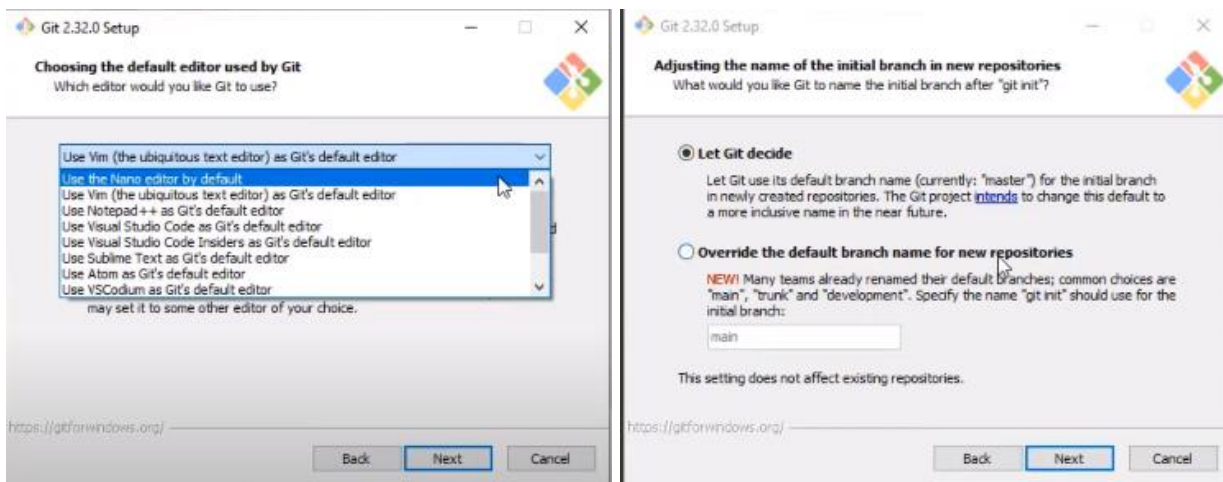 Git 2.32.0 Setup
Choosing the default editor used by Git
Which editor would you like Git to use?
Use Vim (the ubiquitous text editor) as Git's default editor
Use the Nano editor by default
Use Vim (the ubiquitous text editor) as Git's default editor
Use Notepad++ as Git's default editor
Use Visual Studio Code as Git's default editor
Use Visual Studio Code Insiders as Git's default editor
Use Sublime Text as Git's default editor
Use Atom as Git's default editor
Use VSCodium as Git's default editor
may set it to some other editor of your choice.
https://gitforwindows.org/
Back Next Cancel
Git 2.32.0 Setup
Adjusting the name of the initial branch in new repositories
What would you like Git to name the initial branch after "git init"?
Let Git decide
Let Git use its default branch name (currently: "master") for the initial branch
in newly created repositories. The Git project intends to change this default to
a more inclusive name in the near future.
Override the default branch name for new repositories
NEW! Many teams already renamed their default branches; common choices are
"main", "trunk" and "development". Specify the name "git init" should use for the
initial branch:
main
This setting does not affect existing repositories.
https://gitforwindows.org/
Back Next Cancel